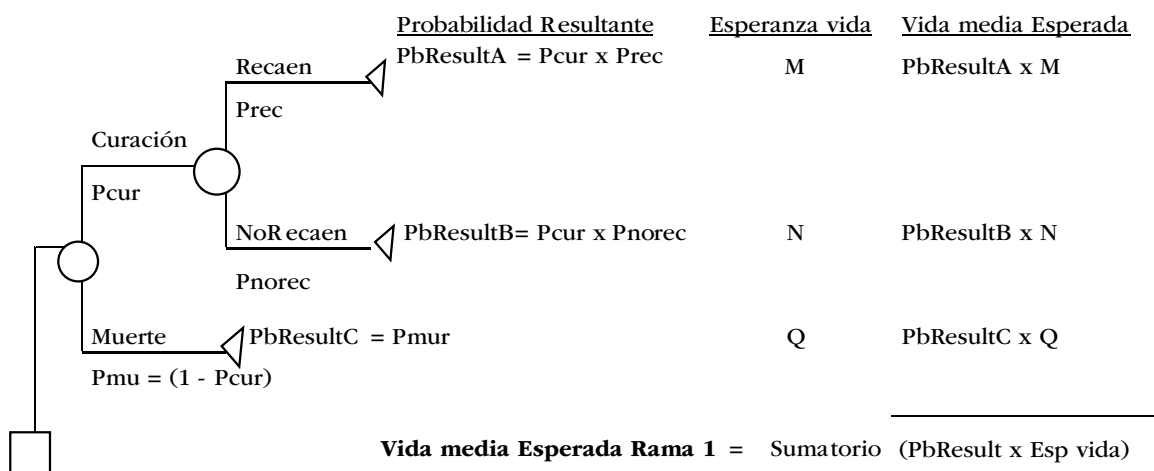 Probabilidad Resultante Esperanza vida Vida media Esperada
Recaen PbResultA = Pcur x Prec M PbResultA x M
Prec
Curación
Pcur
NoRecaen PbResultB= Pcur x Pnorec N PbResultB x N
Pnorec
Muerte PbResultC = Pmur Q PbResultC x Q
Pmu = (1 - Pcur)
Vida media Esperada Rama 1 = Sumatorio (PbResult x Esp vida)